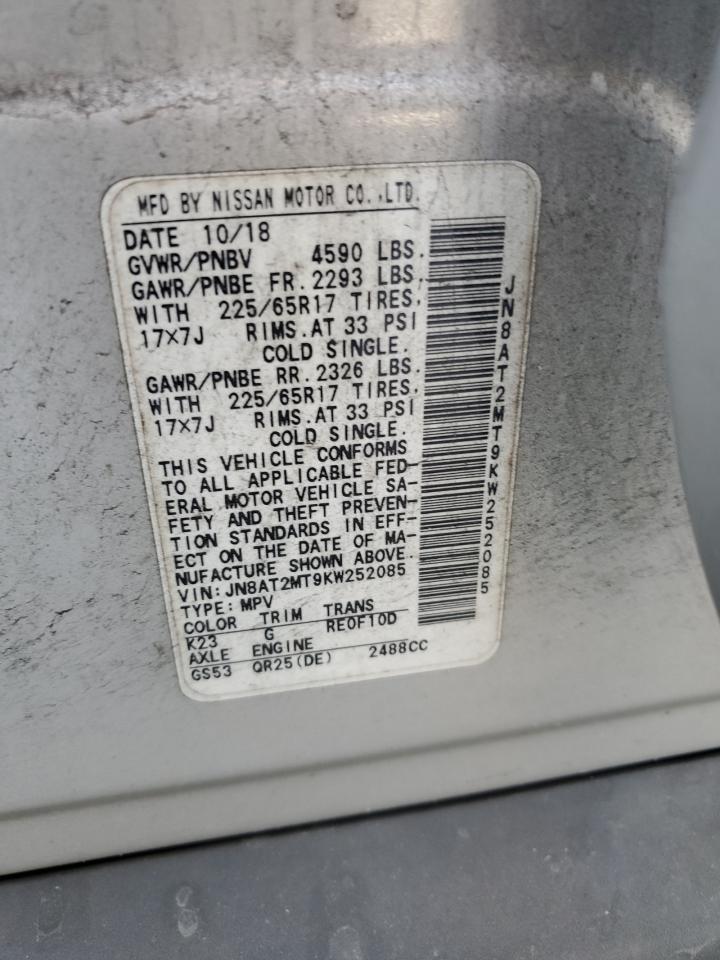 MFD BY NISSAN MOTOR CO.,LTD.
DATE 10/18
GVWR/PNBV 4590 LBS.
GAWR/PNBE FR. 2293 LBS.
WITH 225/65R17 TIRES,
17X7J RIMS.AT 33 PSI
COLD SINGLE.
GAWR/PNBE RR. 2326 LBS.
WITH 225/65R17 TIRES,
17X7J RIMS.AT 33 PSI
COLD SINGLE.
THIS VEHICLE CONFORMS
TO ALL APPLICABLE FED-
ERAL MOTOR VEHICLE SA-
FETY AND THEFT PREVEN-
TION STANDARDS IN EFF-
ECT ON THE DATE OF MA-
NUFACTURE SHOWN ABOVE.
VIN:JN8AT2MT9KW252085
TYPE:MPV
COLOR TRIM TRANS
K23 G RE0F10D
AXLE ENGINE
GS53 QR25(DE) 2488CC
JN8AT2MT9KW252085